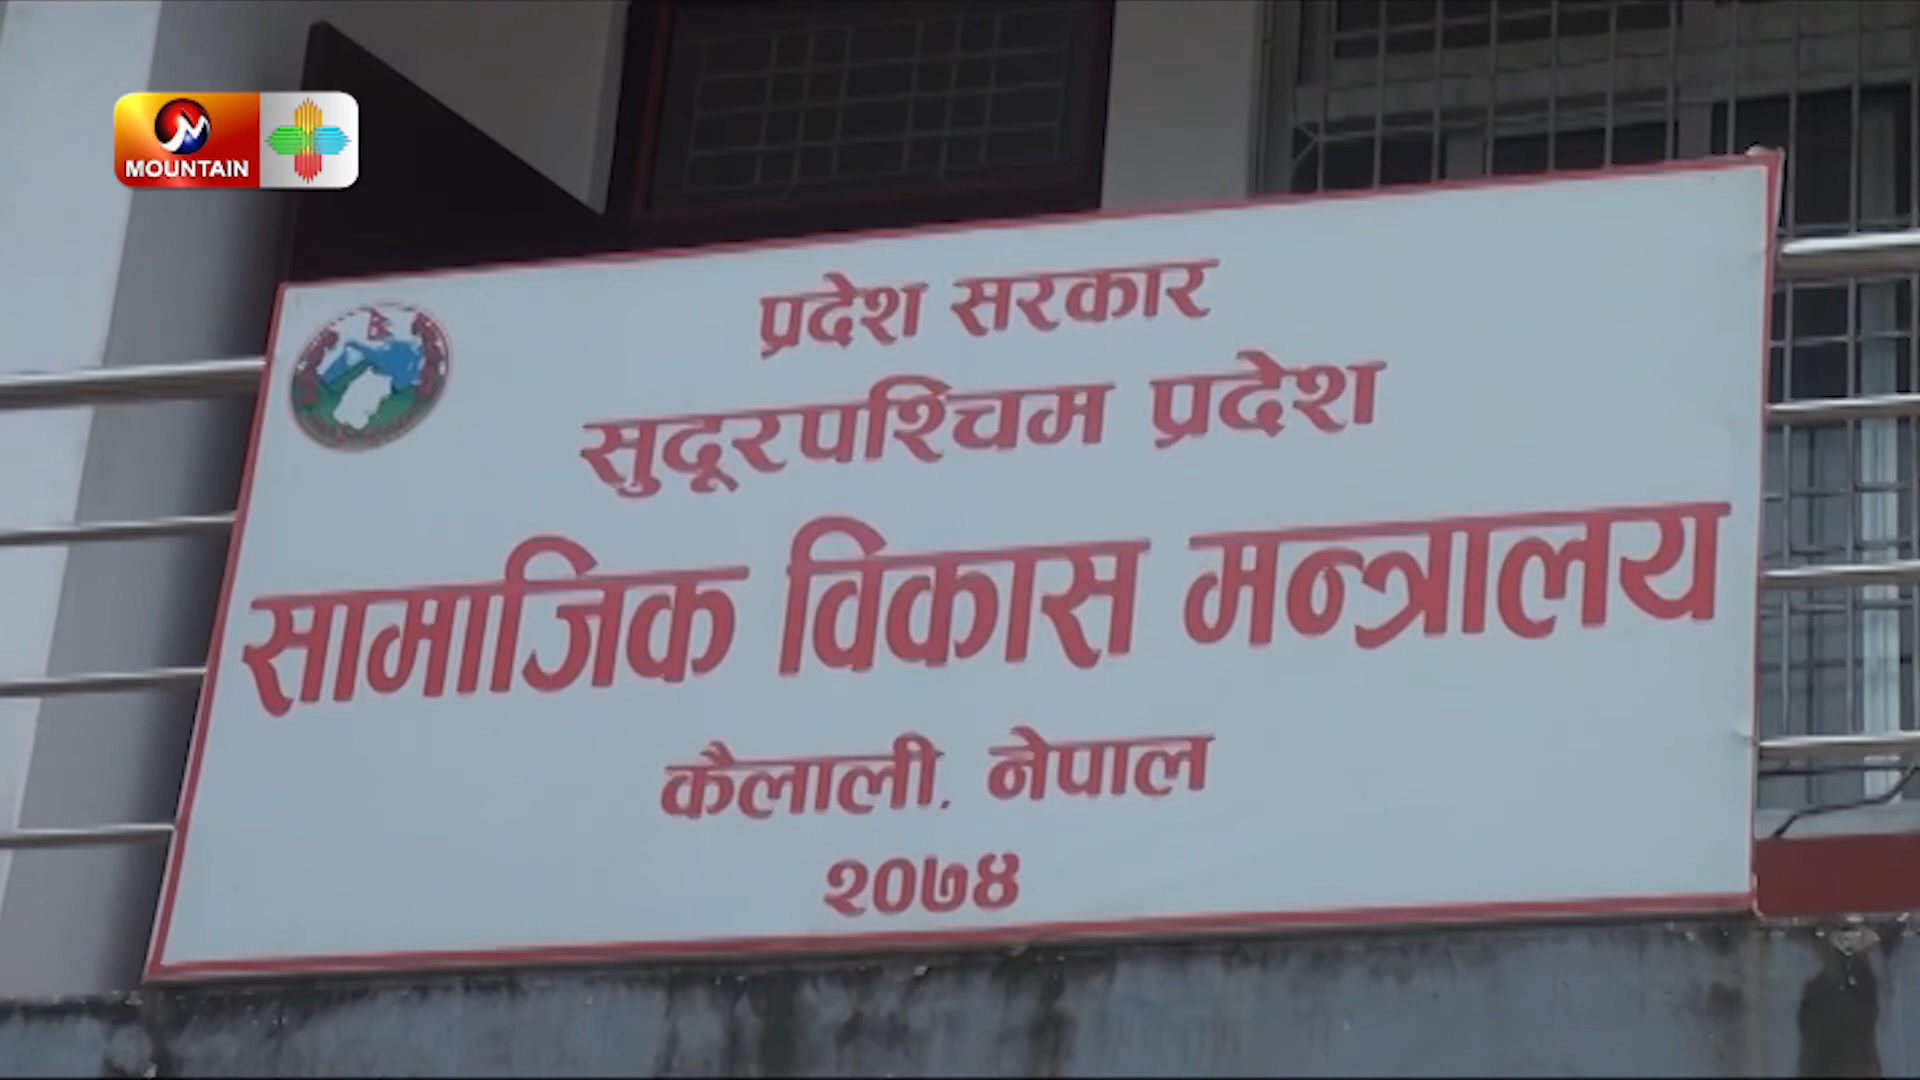 MOUNTAIN
प्रदेश सरकार
सुदूरपश्चिम प्रदेश
सामाजिक विकास मन्त्रालय
कैलाली, नेपाल
२०७४